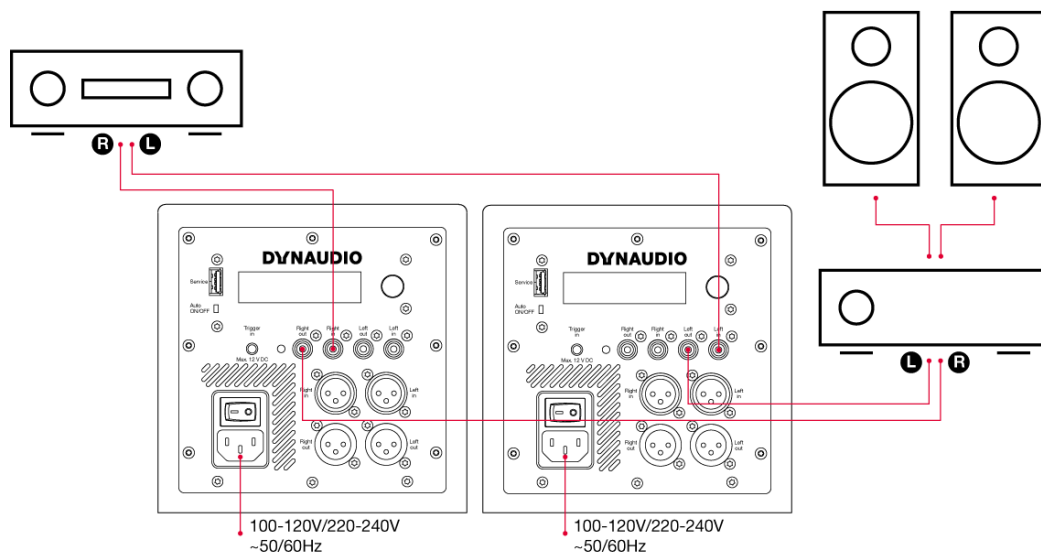 R L
DYNAUDIO
Service
Auto
ON/OFF
Trigger
in
Right
out
Right
in
Left
out
Left
in
Max. 12 V DC
Right
in
Left
in
Right
out
Left
out
100-120V/220-240V
~50/60Hz
DYNAUDIO
Service
Auto
ON/OFF
Trigger
in
Right
out
Right
in
Left
out
Left
in
Max. 12 V DC
Right
in
Left
in
Right
out
Left
out
100-120V/220-240V
~50/60Hz
L R